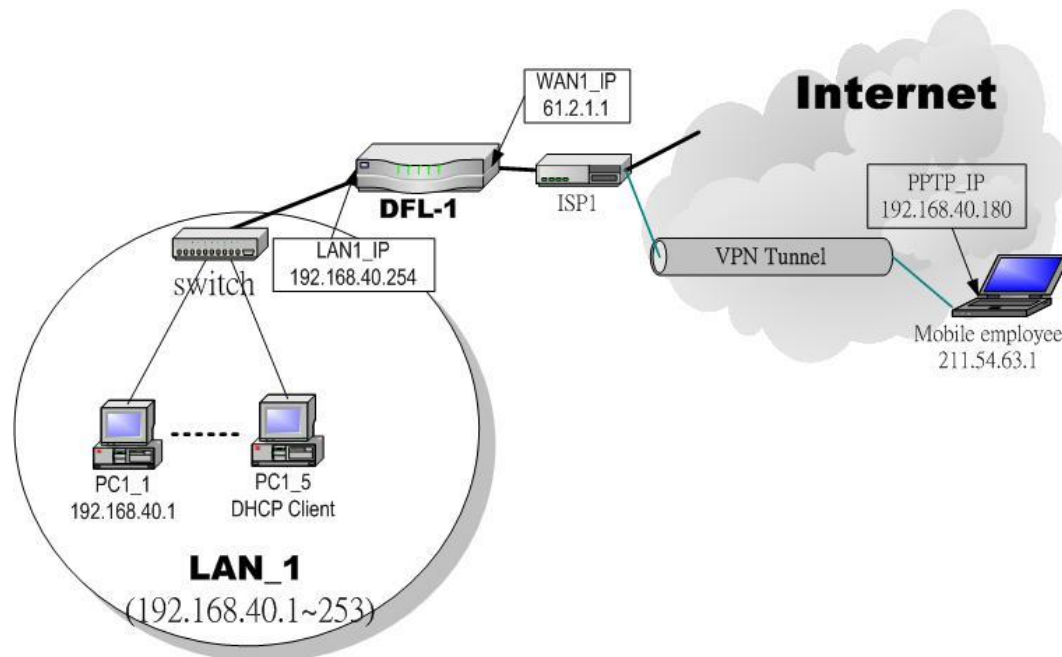 WAN1_IP
61.2.1.1
Internet
DFL-1
ISP1
PPTP_IP
192.168.40.180
LAN1_IP
192.168.40.254
switch
VPN Tunnel
Mobile employee
211.54.63.1
PC1_1
192.168.40.1
PC1_5
DHCP Client
LAN_1
(192.168.40.1~253)